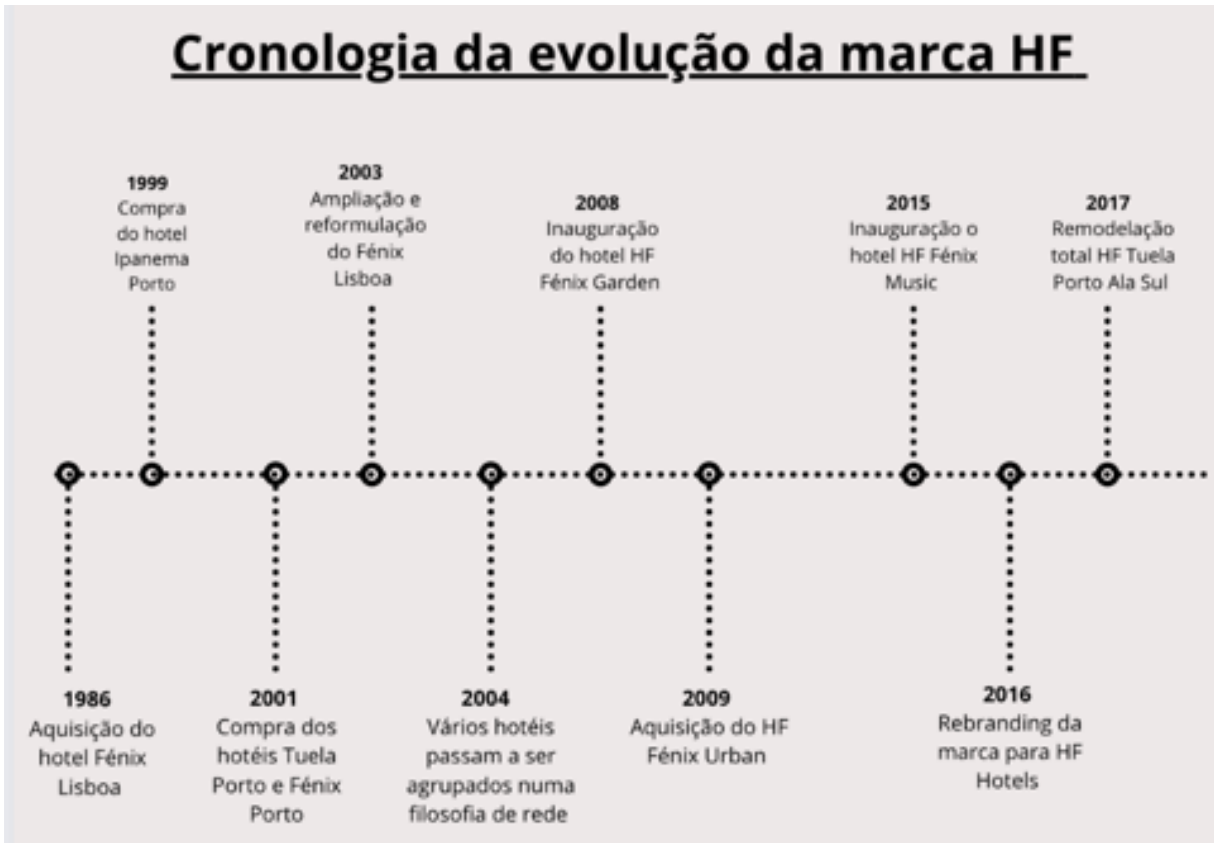 Cronologia da evolução da marca HF
1999
Compra
do hotel
Ipanema
Porto
2003
Ampliação e
reformulação
do Fénix
Lisboa
2008
Inauguração
do hotel HF
Fénix Garden
2015
Inauguração o
hotel HF Fénix
Music
2017
Remodelação
total HF Tuela
Porto Ala Sul
1986
Aquisição do
hotel Fénix
Lisboa
2001
Compra dos
hotéis Tuela
Porto e Fénix
Porto
2004
Vários hotéis
passam a ser
agrupados numa
filosofia de rede
2009
Aquisição do HF
Fénix Urban
2016
Rebranding da
marca para HF
Hotels